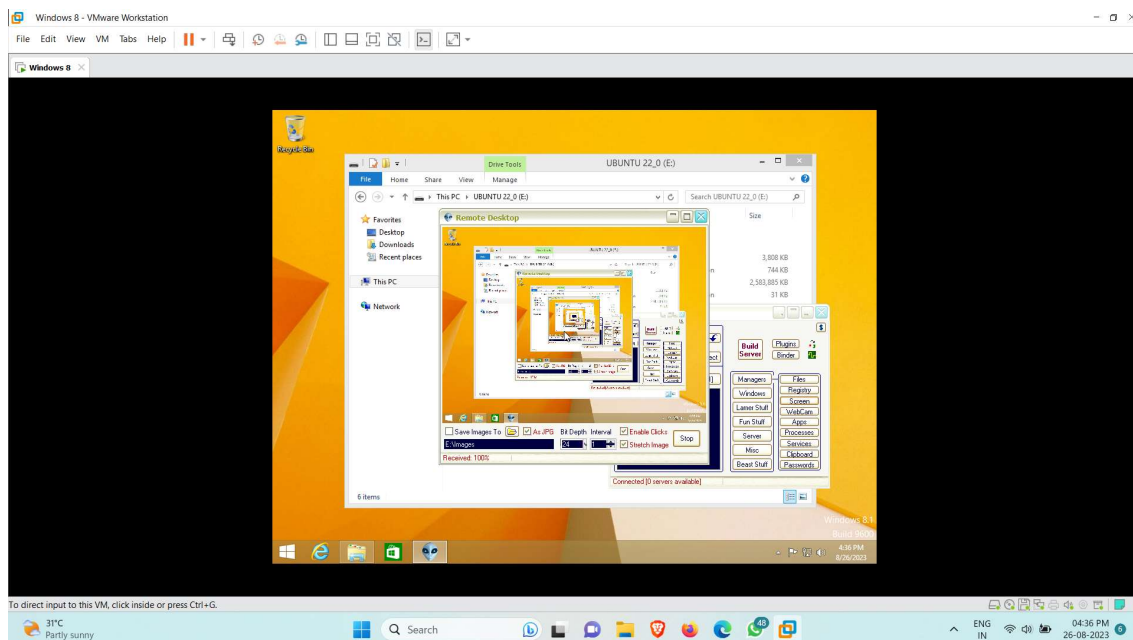 Windows 8 - VMware Workstation
File Edit View VM Tabs Help
Windows 8
Recycle Bin
Drive Tools
UBUNTU 22_0 (E:)
File Home Share View Manage
This PC UBUNTU 22_0 (E:)
Search UBUNTU 22_0 (E:)
Favorites
Desktop
Downloads
Recent places
This PC
Network
Size
3,808 KB
744 KB
2,583,885 KB
31 KB
Remote Desktop
Save Images To As JPG Bit Depth Interval Enable Clicks
E:\Images 24 1 Stretch Image Stop
Received: 100%
Build Server Plugins
Binder
$
Managers Files
Windows Registry
Lamer Stuff Screen
Fun Stuff WebCam
Server Apps
Misc Processes
Beast Stuff Services
Clipboard
Passwords
Connected [0 servers available]
6 items
Windows 8.1
Build 9600
4:36 PM
8/26/2023
To direct input to this VM, click inside or press Ctrl+G.
31°C
Partly sunny
Search
48
ENG
IN
04:36 PM
26-08-2023
6